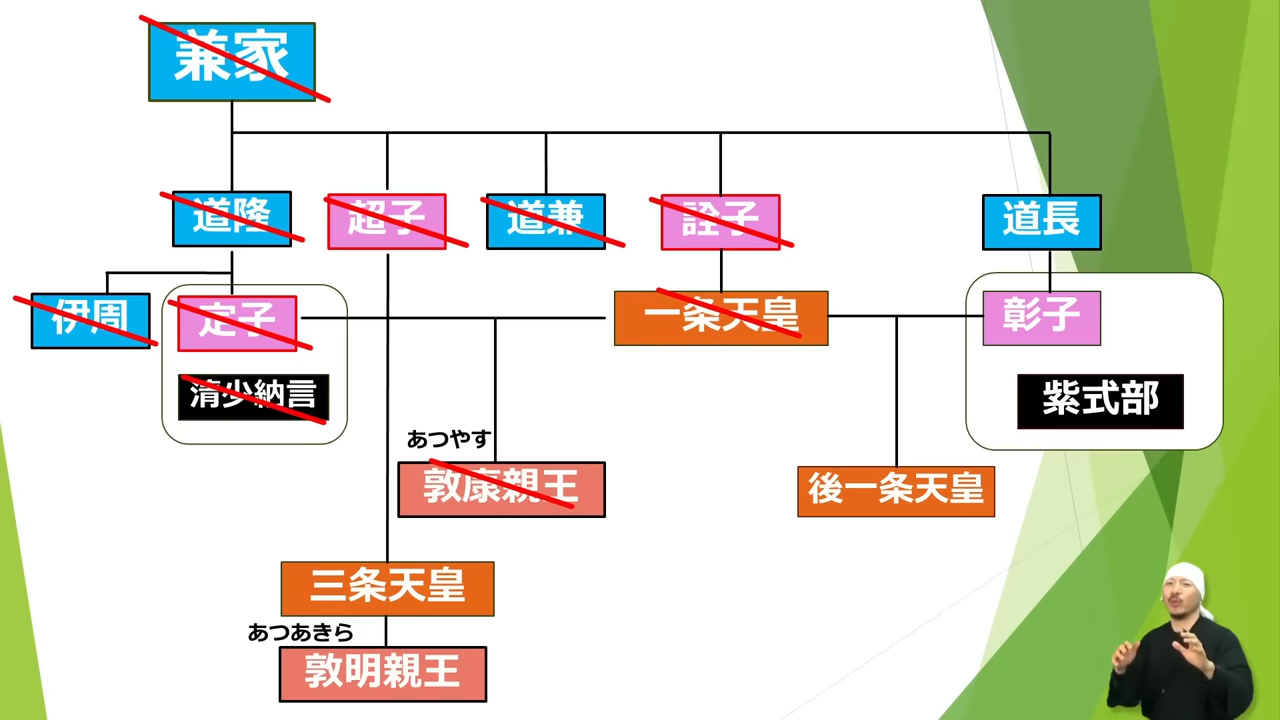 兼家
道隆
超子
道兼
詮子
道長
伊周
定子
一条天皇
彰子
清少納言
紫式部
あつやす
敦康親王
後一条天皇
三条天皇
あつあきら
敦明親王